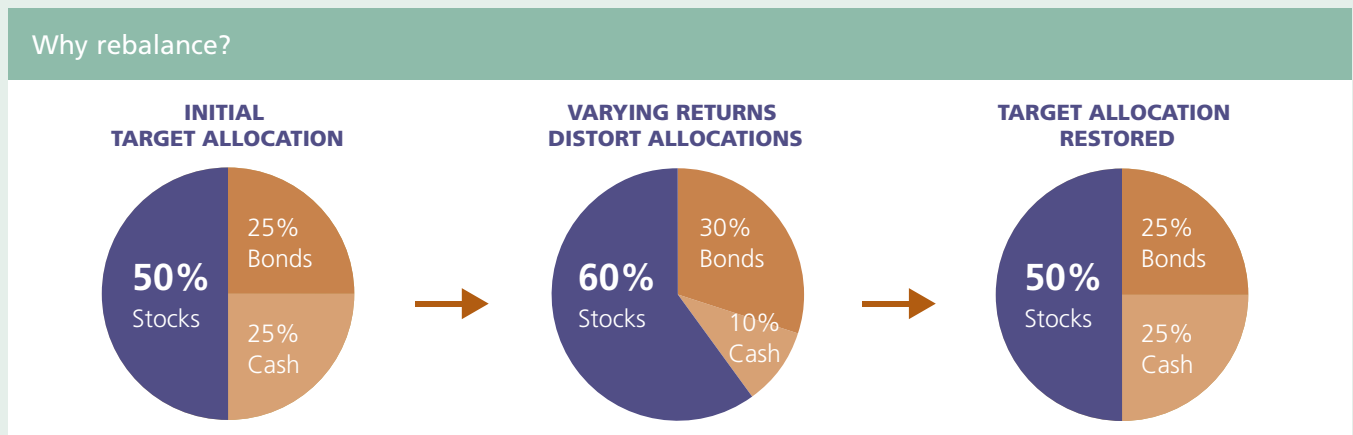 Why rebalance?
INITIAL
TARGET ALLOCATION
50%
Stocks
25%
Bonds
25%
Cash
VARYING RETURNS
DISTORT ALLOCATIONS
60%
Stocks
30%
Bonds
10%
Cash
TARGET ALLOCATION
RESTORED
50%
Stocks
25%
Bonds
25%
Cash